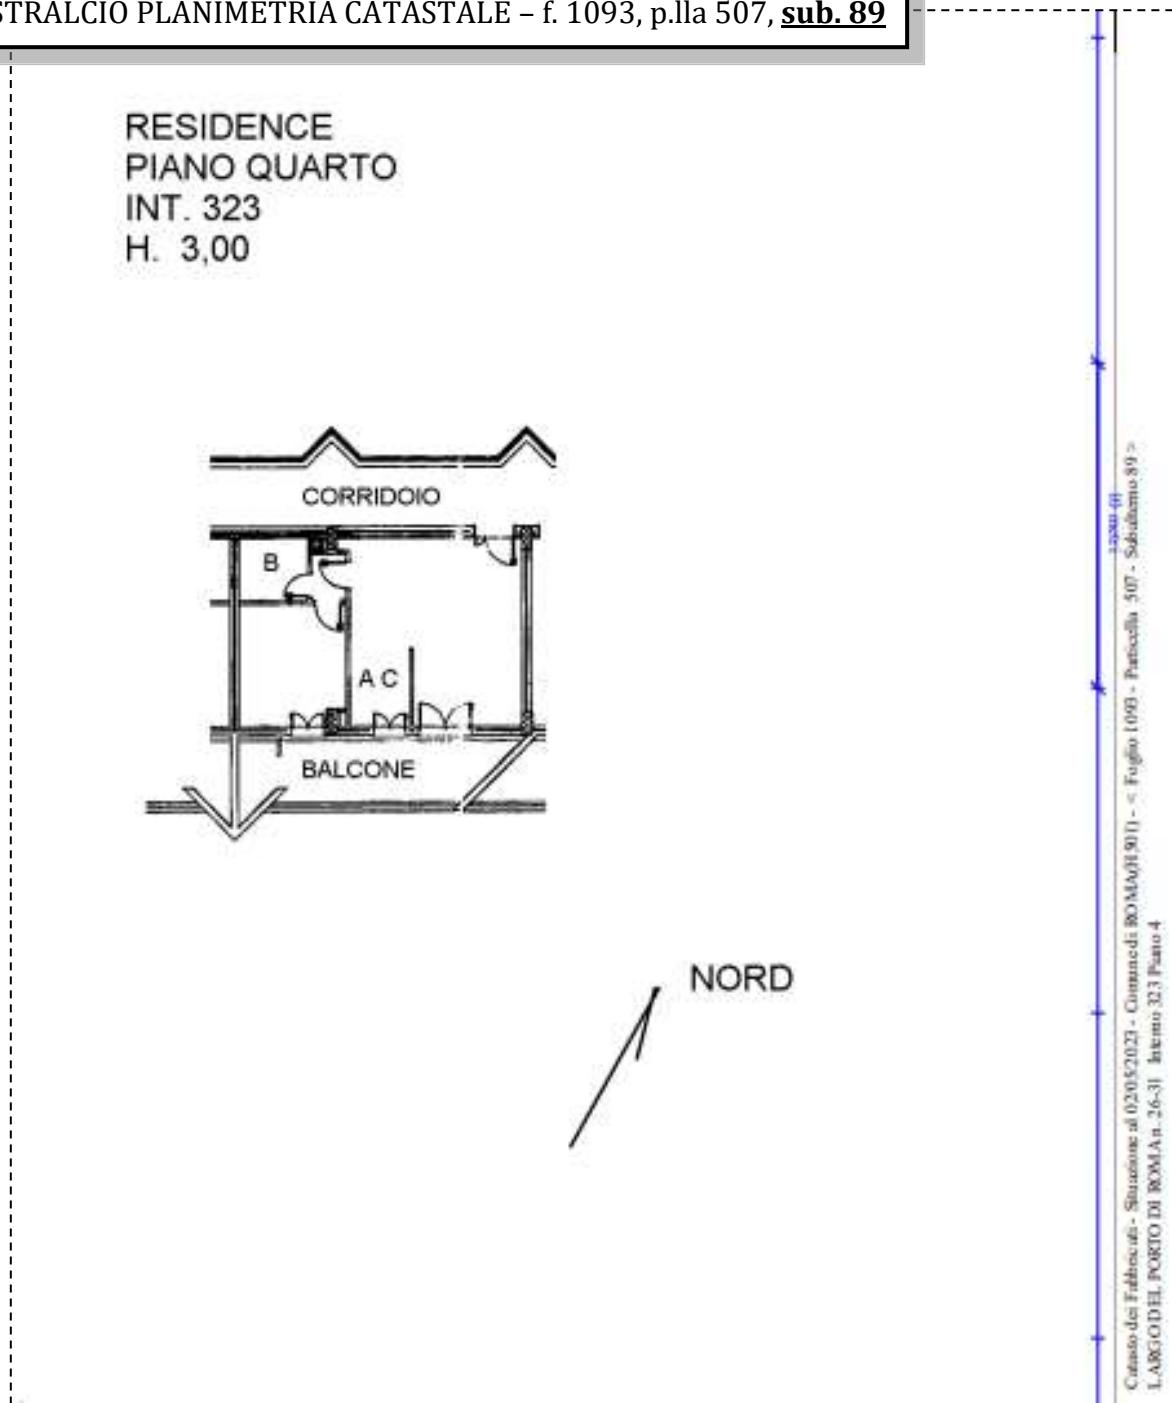 STRALCIO PLANIMETRIA CATASTALE – f. 1093, p.lla 507, sub. 89
RESIDENCE
PIANO QUARTO
INT. 323
H. 3,00
CORRIDOIO
B
A C
BALCONE
NORD
Catasto dei Fabbricati - Situazione al 02/05/2023 - Comune di ROMA(H501) - < Foglio 1093 - Particella 507 - Subalterno 89 >
LARGO DEL PORTO DI ROMA n. 26-31 Interno 323 Piano 4